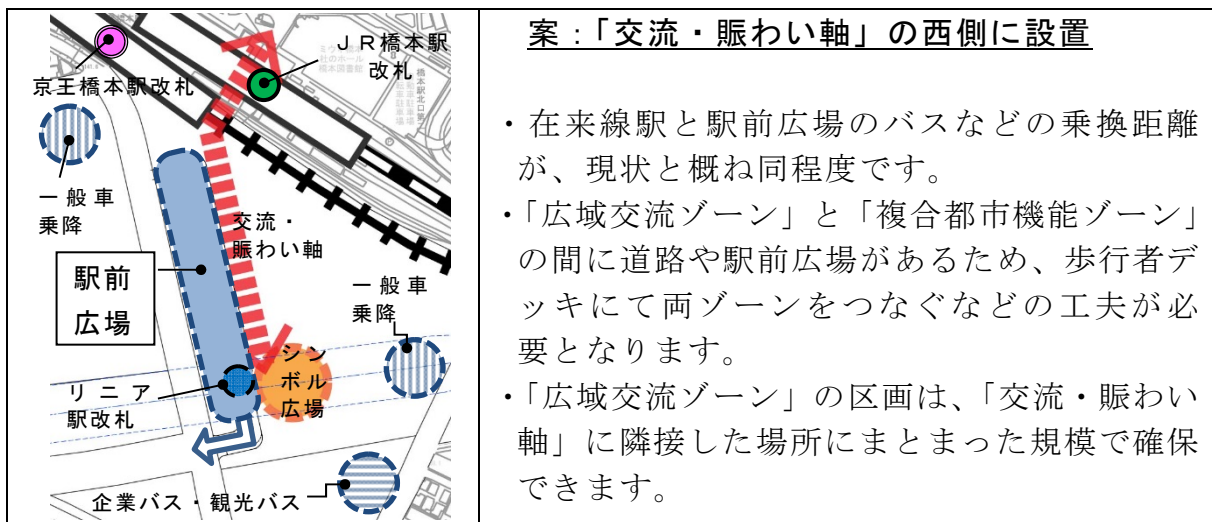 JR橋本駅
改札
京王橋本駅改札
一般車
乗降
交流・
賑わい軸
駅前
広場
一般車
乗降
シン
ボル
広場
リニア
駅改札
企業バス・観光バス
案：「交流・賑わい軸」の西側に設置
・在来線駅と駅前広場のバスなどの乗換距離
が、現状と概ね同程度です。
・「広域交流ゾーン」と「複合都市機能ゾーン」
の間に道路や駅前広場があるため、歩行者デ
ッキにて両ゾーンをつなぐなどの工夫が必
要となります。
・「広域交流ゾーン」の区画は、「交流・賑わい
軸」に隣接した場所にまとまった規模で確保
できます。